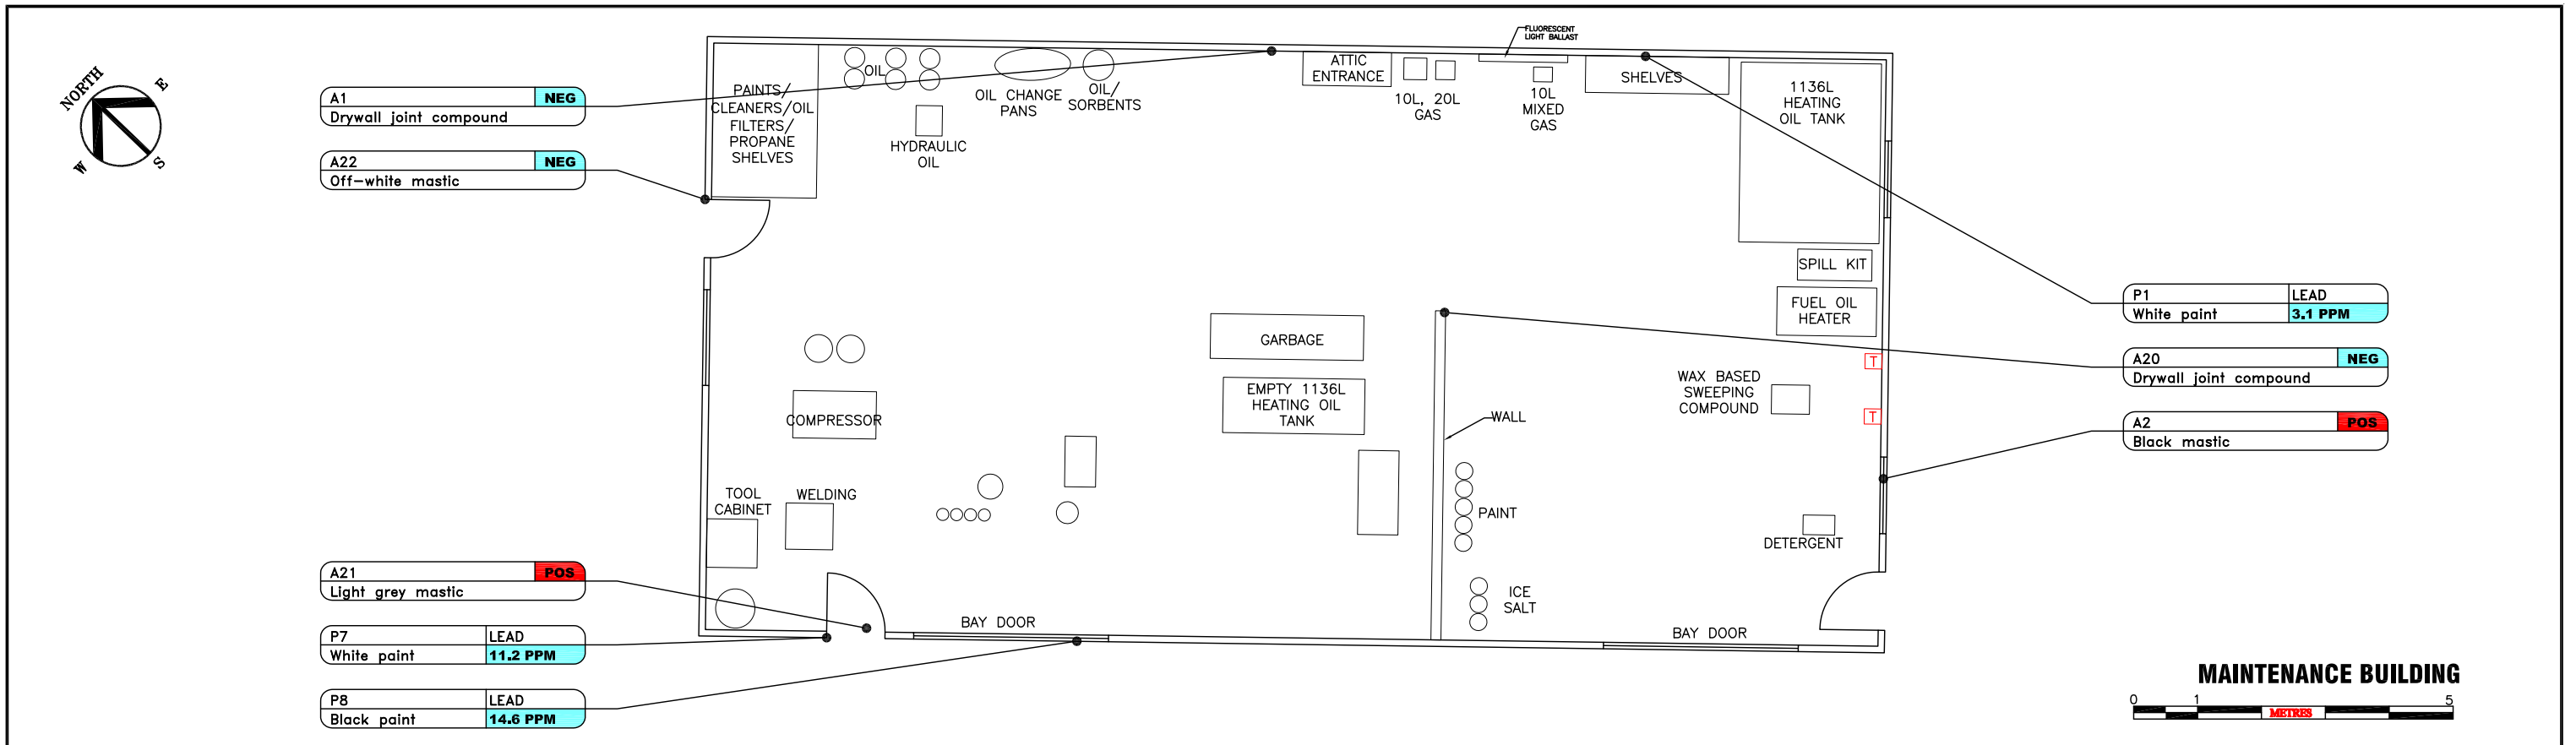 NORTH
E
W
S
A1 NEG
Drywall joint compound
A22 NEG
Off-white mastic
A21 POS
Light grey mastic
P7 LEAD
White paint 11.2 PPM
P8 LEAD
Black paint 14.6 PPM
PAINTS/
CLEANERS/OIL
FILTERS/
PROPANE
SHELVES
OIL
HYDRAULIC
OIL
OIL CHANGE
PANS
OIL/
SORBENTS
ATTIC
ENTRANCE
10L, 20L
GAS
FLUORESCENT
LIGHT BALLAST
10L
MIXED
GAS
SHELVES
1136L
HEATING
OIL TANK
SPILL KIT
FUEL OIL
HEATER
T
T
GARBAGE
EMPTY 1136L
HEATING OIL
TANK
COMPRESSOR
WALL
WAX BASED
SWEEPING
COMPOUND
TOOL
CABINET
WELDING
PAINT
DETERGENT
ICE
SALT
BAY DOOR
BAY DOOR
P1 LEAD
White paint 3.1 PPM
A20 NEG
Drywall joint compound
A2 POS
Black mastic
MAINTENANCE BUILDING
0 1 5
METRES